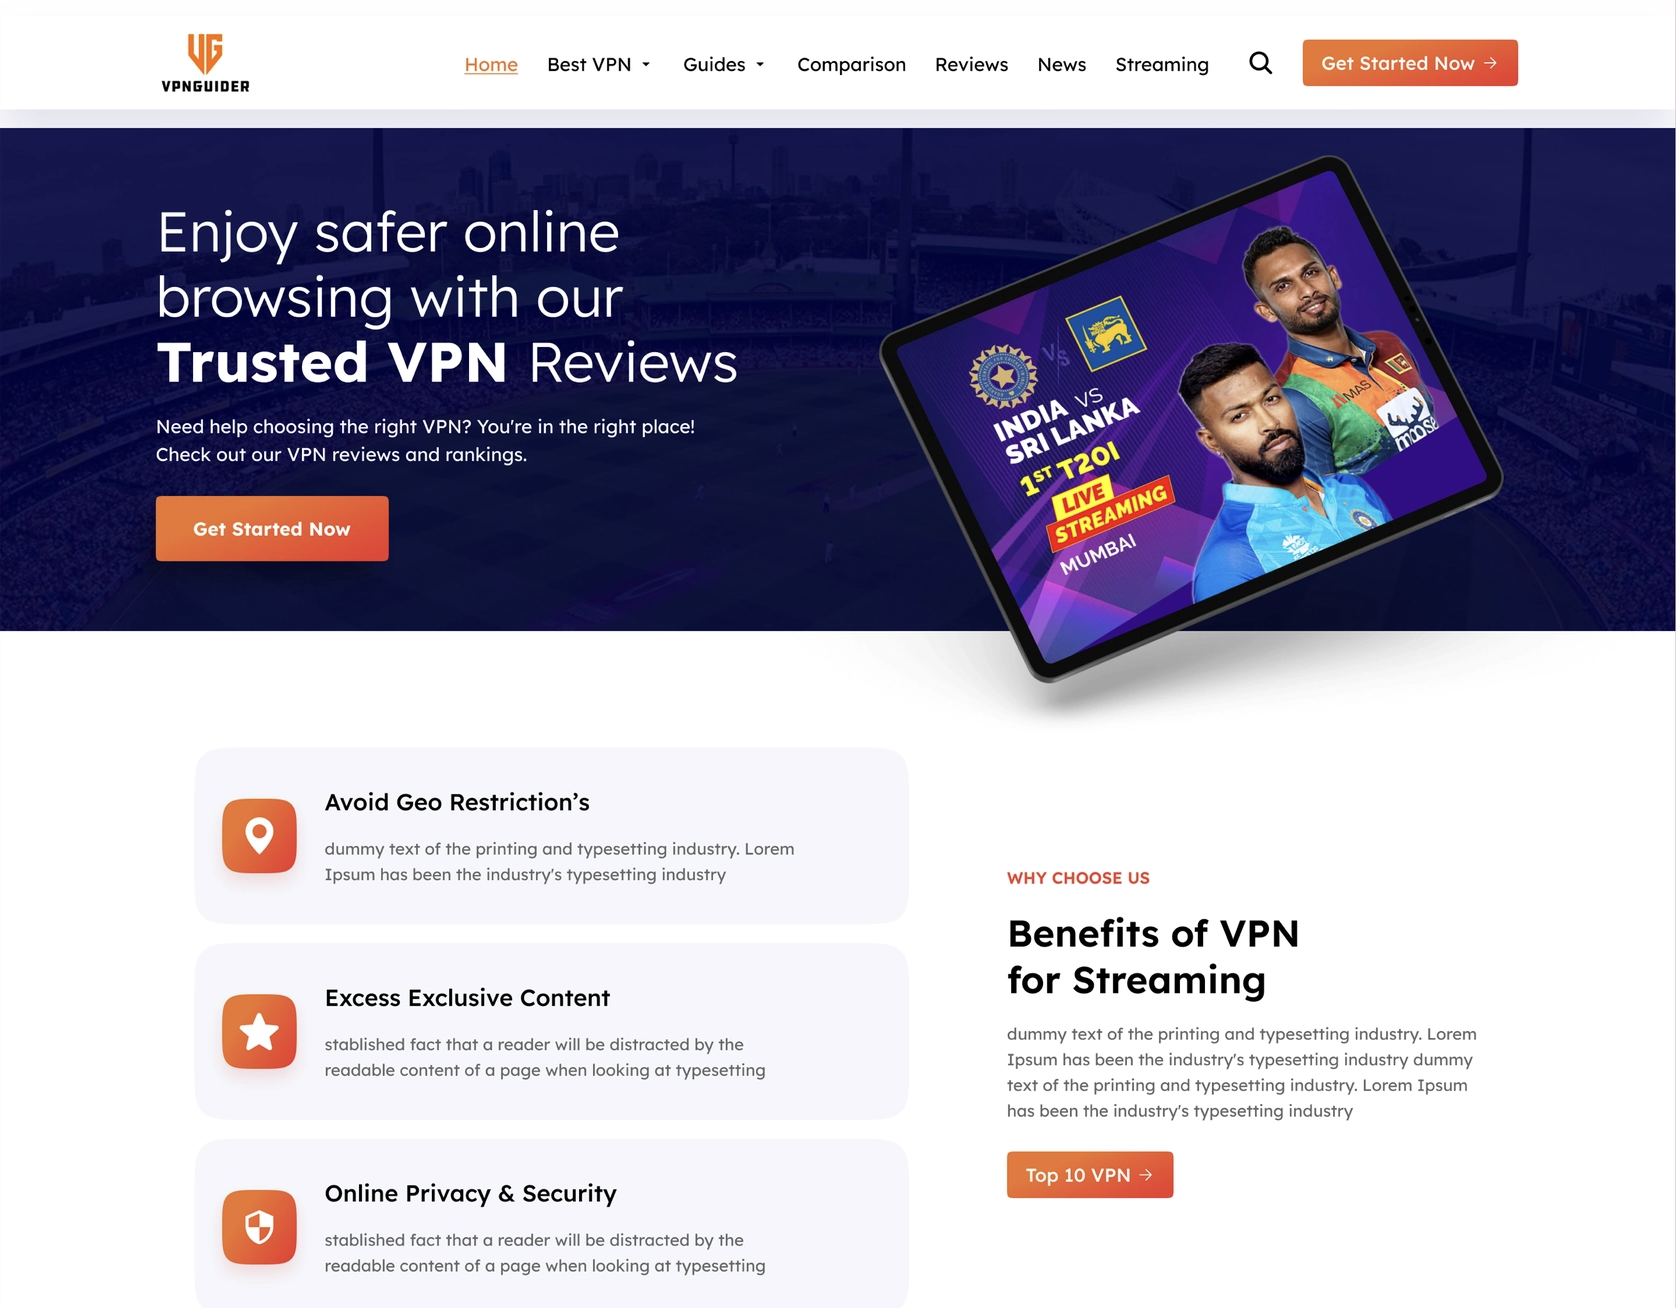 VPNGUIDER
Home Best VPN Guides Comparison Reviews News Streaming Get Started Now →
Enjoy safer online
browsing with our
Trusted VPN Reviews
Need help choosing the right VPN? You're in the right place!
Check out our VPN reviews and rankings.
Get Started Now
VS
INDIA VS
SRI LANKA
1ST T20I
LIVE
STREAMING
MUMBAI
MAS
moose
Avoid Geo Restriction’s
dummy text of the printing and typesetting industry. Lorem
Ipsum has been the industry's typesetting industry
Excess Exclusive Content
stablished fact that a reader will be distracted by the
readable content of a page when looking at typesetting
Online Privacy & Security
stablished fact that a reader will be distracted by the
readable content of a page when looking at typesetting
WHY CHOOSE US
Benefits of VPN
for Streaming
dummy text of the printing and typesetting industry. Lorem
Ipsum has been the industry's typesetting industry dummy
text of the printing and typesetting industry. Lorem Ipsum
has been the industry's typesetting industry
Top 10 VPN →